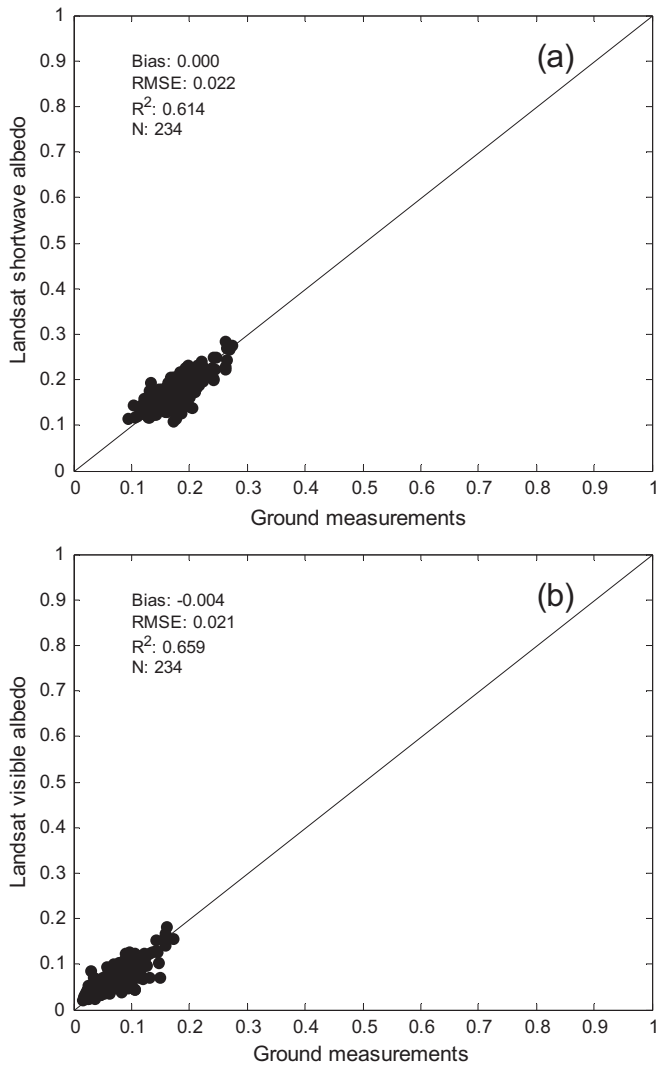 1
0.9
0.8
0.7
0.6
0.5
0.4
0.3
0.2
0.1
0
Landsat shortwave albedo
Bias: 0.000
RMSE: 0.022
R²: 0.614
N: 234
(a)
0 0.1 0.2 0.3 0.4 0.5 0.6 0.7 0.8 0.9 1
Ground measurements
1
0.9
0.8
0.7
0.6
0.5
0.4
0.3
0.2
0.1
0
Landsat visible albedo
Bias: -0.004
RMSE: 0.021
R²: 0.659
N: 234
(b)
0 0.1 0.2 0.3 0.4 0.5 0.6 0.7 0.8 0.9 1
Ground measurements